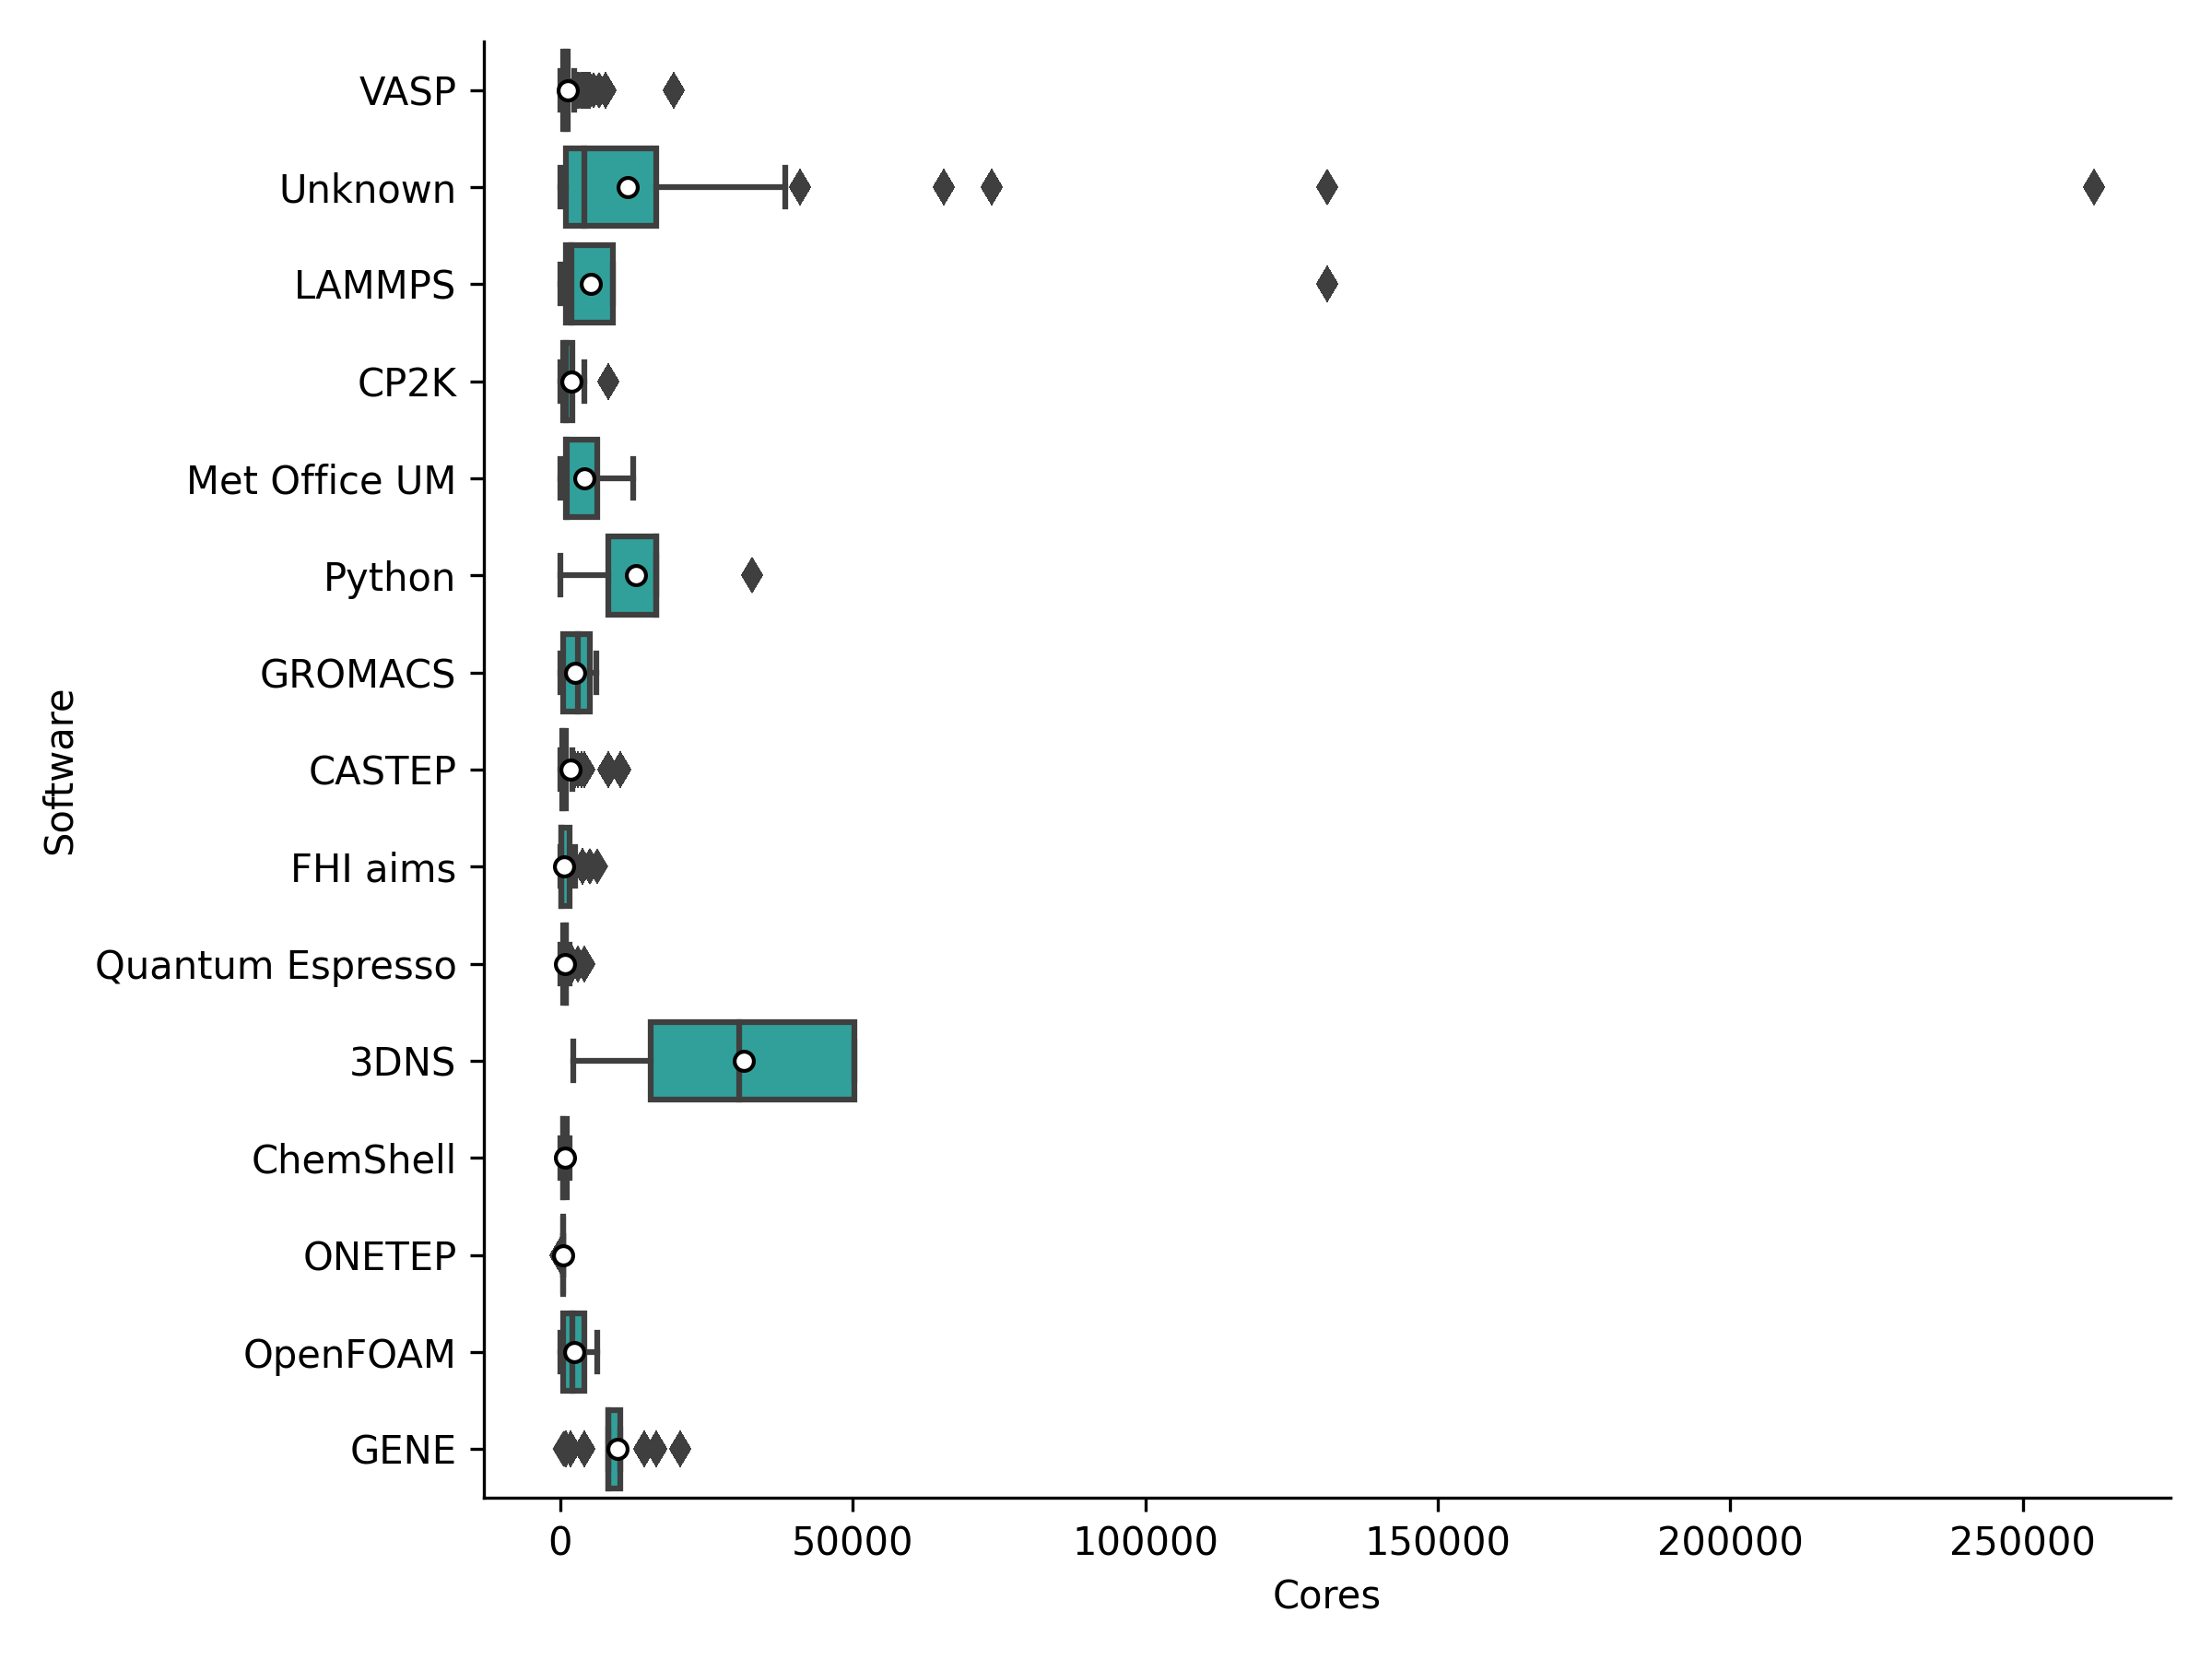 VASP
Unknown
LAMMPS
CP2K
Met Office UM
Python
GROMACS
CASTEP
FHI aims
Quantum Espresso
3DNS
ChemShell
ONETEP
OpenFOAM
GENE
Software
0 50000 100000 150000 200000 250000
Cores